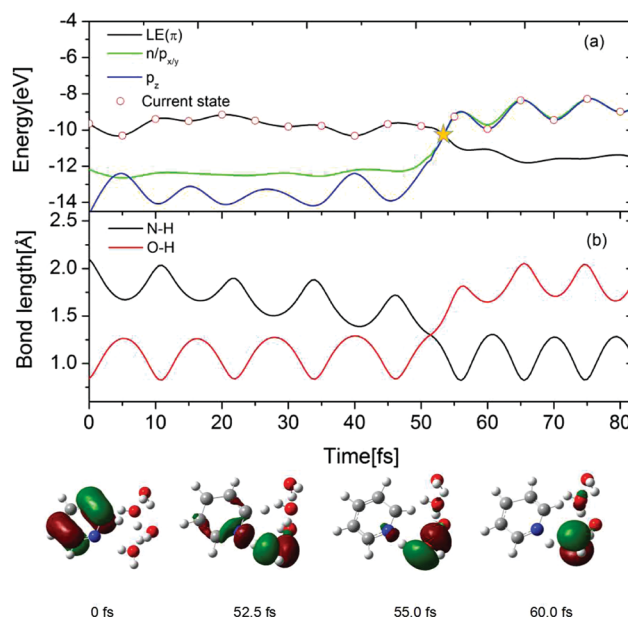 -4
-6
-8
-10
-12
-14
Energy[eV]
LE(π)
n/px/y
pz
Current state
(a)
2.5
2.0
1.5
1.0
Bond length[Å]
N-H
O-H
(b)
0 10 20 30 40 50 60 70 80
Time[fs]
0 fs 52.5 fs 55.0 fs 60.0 fs